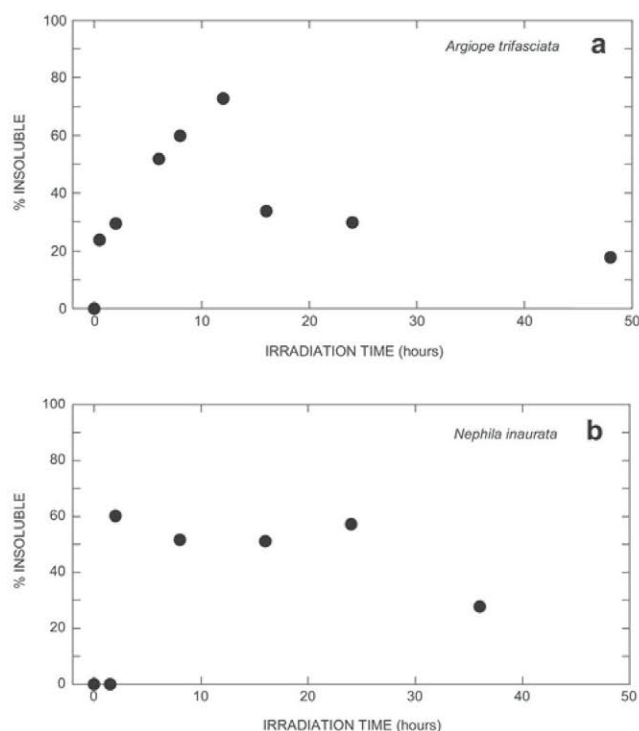 100
Argiope trifasciata a
80
60
% INSOLUBLE
40
20
0
0 10 20 30 40 50
IRRADIATION TIME (hours)
100
Nephila inaurata b
80
60
% INSOLUBLE
40
20
0
0 10 20 30 40 50
IRRADIATION TIME (hours)